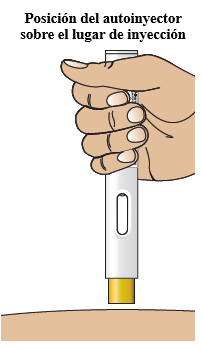 Posición del autoinyector
sobre el lugar de inyección